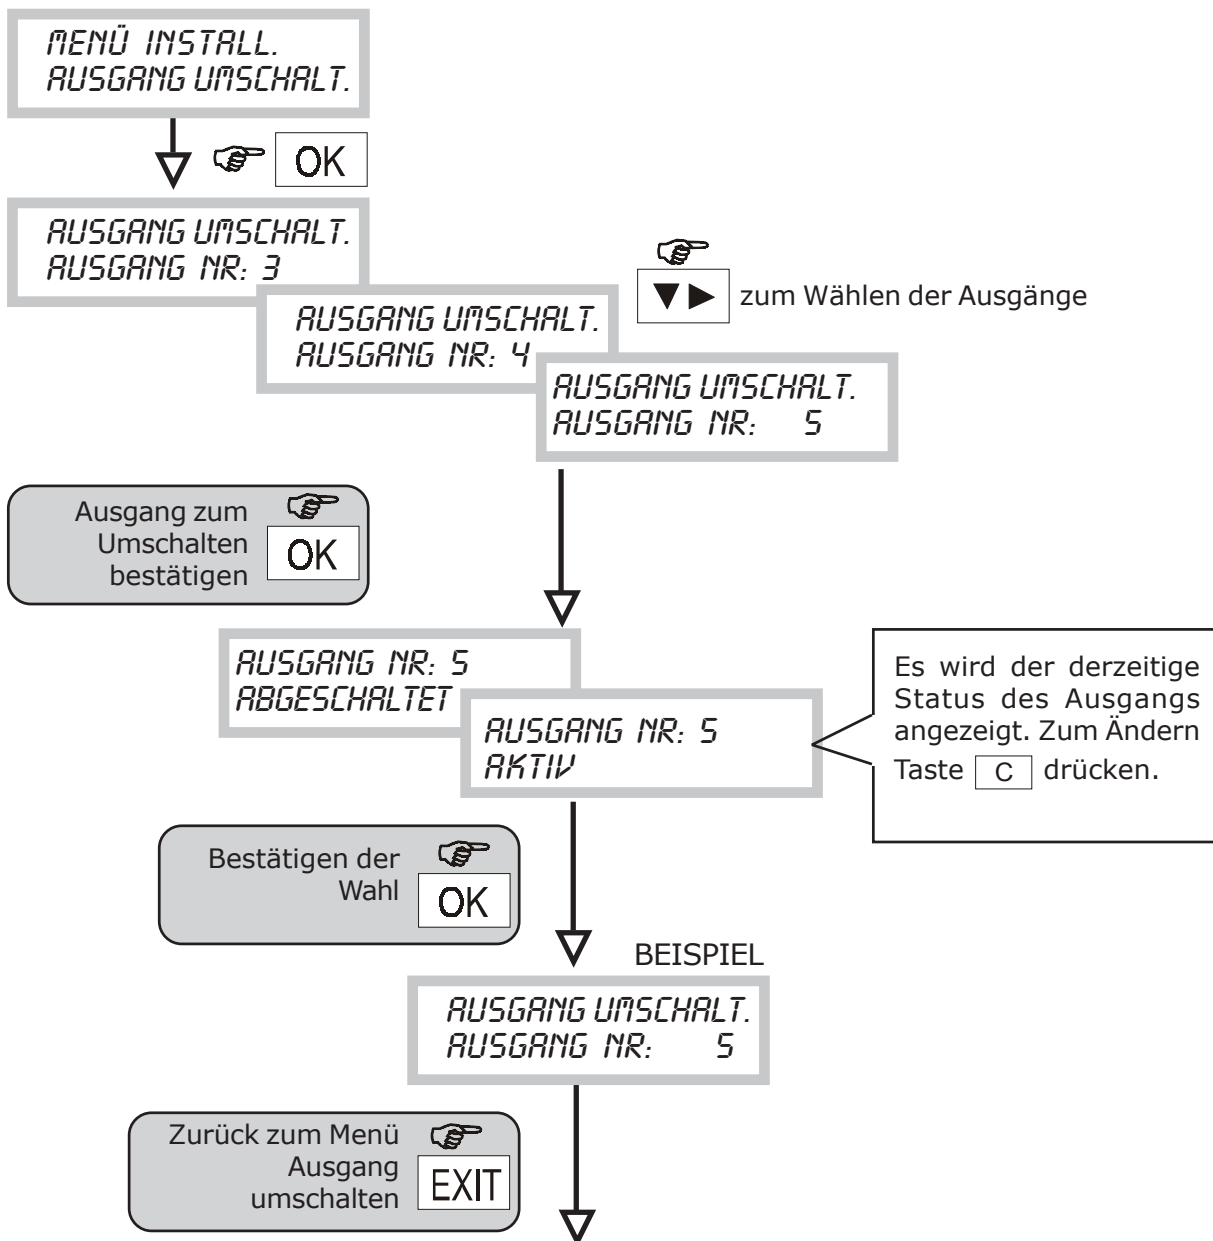 MENÜ INSTALL.
AUSGANG UMSCHALT.
OK
AUSGANG UMSCHALT.
AUSGANG NR: 3
▼► zum Wählen der Ausgänge
AUSGANG UMSCHALT.
AUSGANG NR: 4
AUSGANG UMSCHALT.
AUSGANG NR: 5
Ausgang zum
Umschalten
bestätigen
OK
AUSGANG NR: 5
ABGESCHALTET
AUSGANG NR: 5
AKTIV
Es wird der derzeitige
Status des Ausgangs
angezeigt. Zum Ändern
Taste C drücken.
Bestätigen der
Wahl
OK
BEISPIEL
AUSGANG UMSCHALT.
AUSGANG NR: 5
Zurück zum Menü
Ausgang
umschalten
EXIT